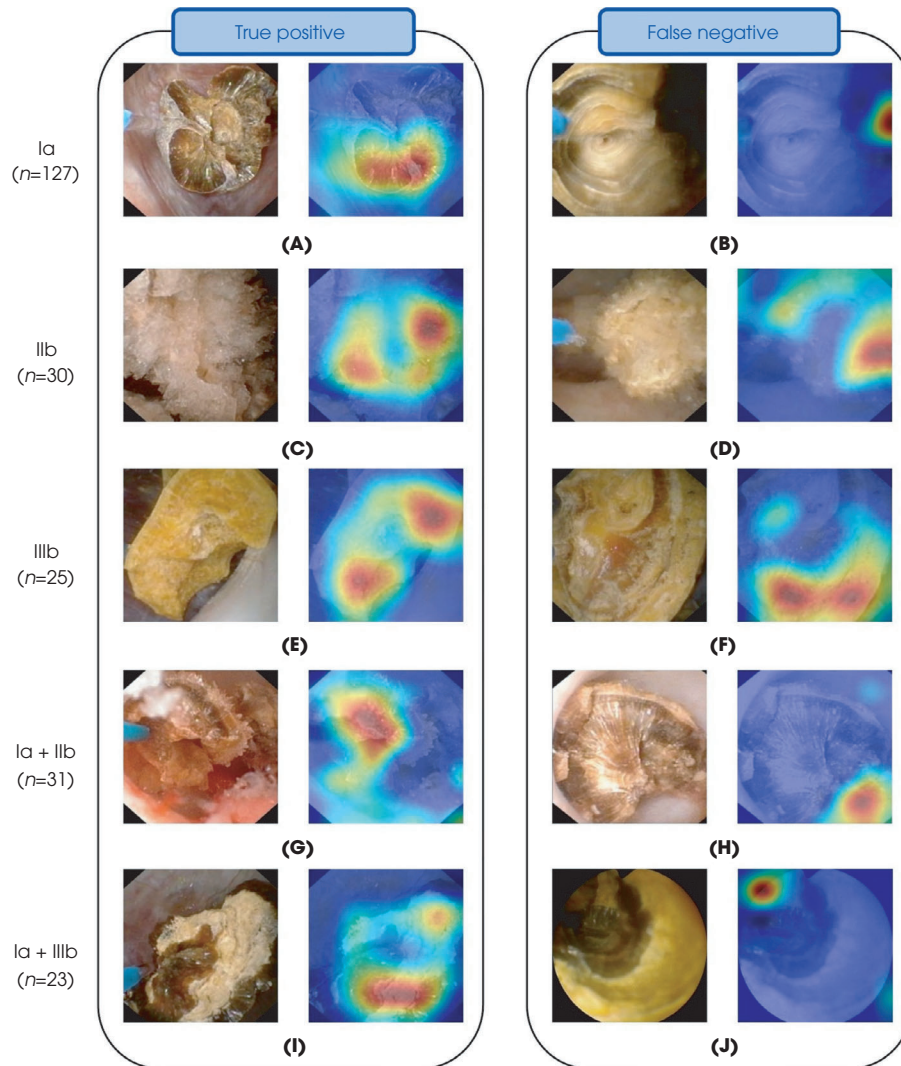 True positive
False negative
Ia
(n=127)
(A)
(B)
IIb
(n=30)
(C)
(D)
IIIb
(n=25)
(E)
(F)
Ia + IIb
(n=31)
(G)
(H)
Ia + IIIb
(n=23)
(I)
(J)